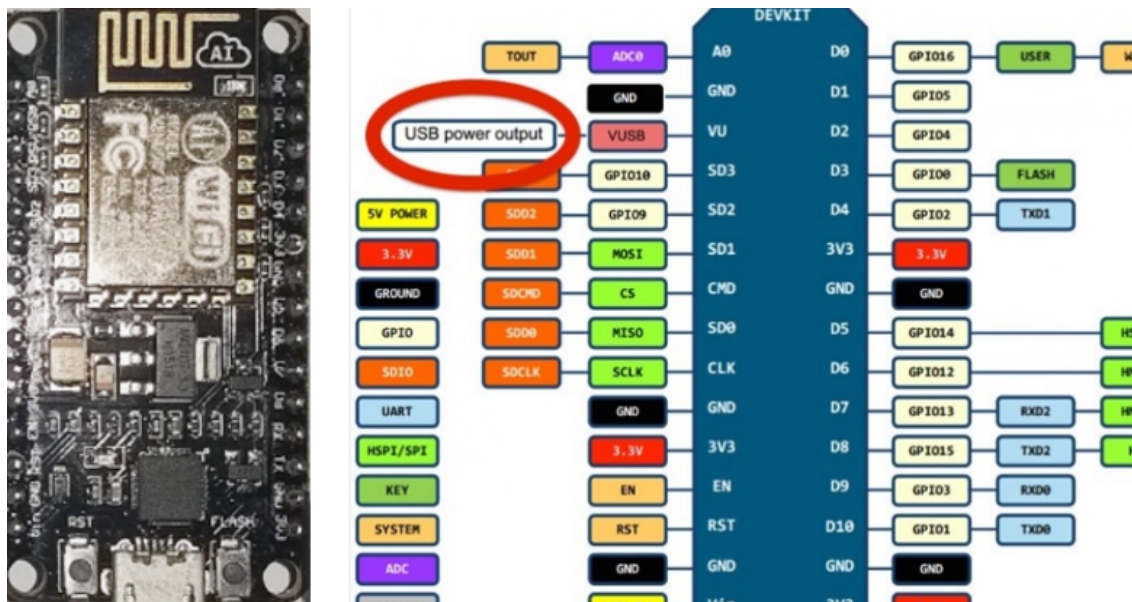 AI
WiFi
FC
RST
FLASH
DEVKIT
TOUT ADC0 A0 D0 GPIO16 USER
GND GND D1 GPIO5
USB power output VUSB VU D2 GPIO4
GPIO10 SD3 D3 GPIO0 FLASH
5V POWER SDD2 GPIO9 SD2 D4 GPIO2 TXD1
3.3V SDD1 MOSI SD1 3V3 3.3V
GROUND SDCMD CS CMD GND GND
GPIO SDD0 MISO SD0 D5 GPIO14
SDIO SDCLK SCLK CLK D6 GPIO12
UART GND GND D7 GPIO13 RXD2
HSPI/SPI 3.3V 3V3 D8 GPIO15 TXD2
KEY EN EN D9 GPIO3 RXD0
SYSTEM RST RST D10 GPIO1 TXD0
ADC GND GND GND GND